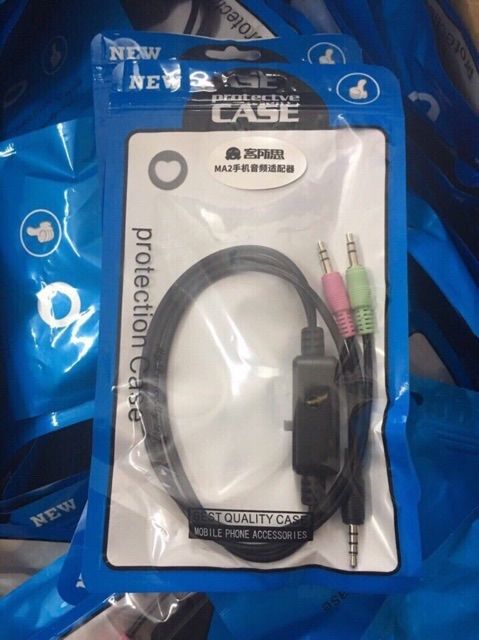 NEW
NEW
CASE
protective
CASE
客所思
MA2手机音频适配器
protection Case
BEST QUALITY CASE
MOBILE PHONE ACCESSORIES
NEW